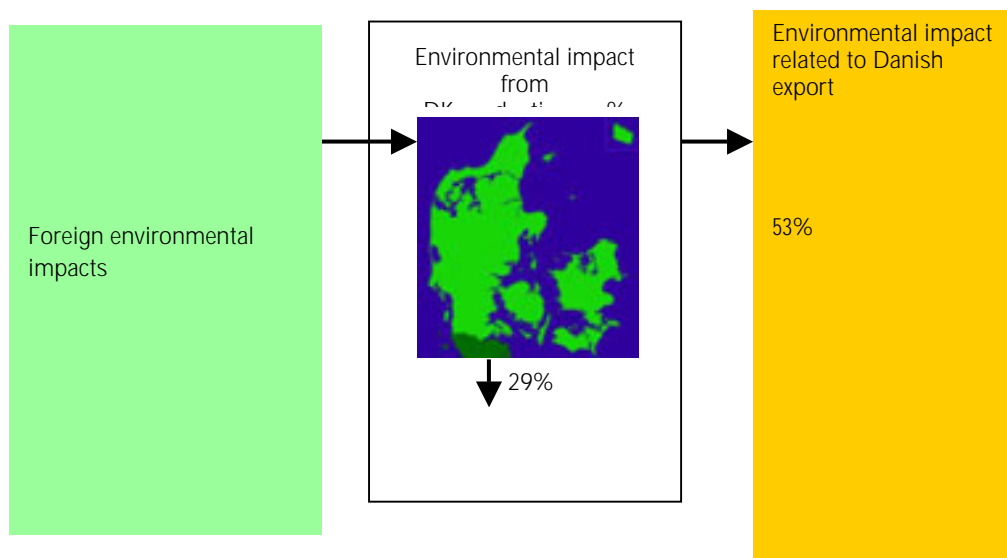 Foreign environmental
impacts
Environmental impact
from
29%
Environmental impact
related to Danish
export
53%